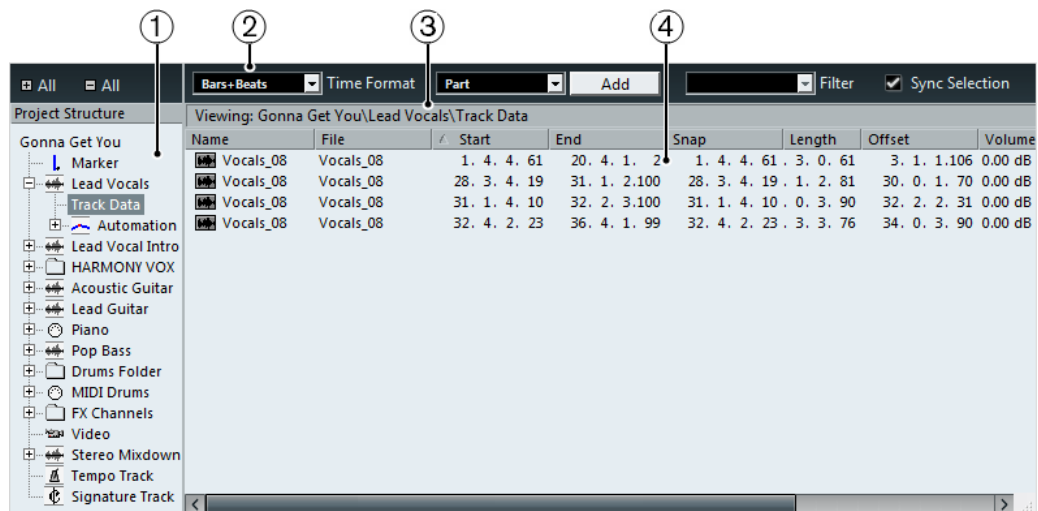 1 2 3 4
All All Bars+Beats Time Format Part Add Filter Sync Selection
Project Structure Viewing: Gonna Get You\Lead Vocals\Track Data
Gonna Get You Name File Start End Snap Length Offset Volume
Marker Vocals_08 Vocals_08 1. 4. 4. 61 20. 4. 1. 2 1. 4. 4. 61 . 3. 0. 61 3. 1. 1.106 0.00 dB
Lead Vocals Vocals_08 Vocals_08 28. 3. 4. 19 31. 1. 2.100 28. 3. 4. 19 . 1. 2. 81 30. 0. 1. 70 0.00 dB
Track Data Vocals_08 Vocals_08 31. 1. 4. 10 32. 2. 3.100 31. 1. 4. 10 . 0. 3. 90 32. 2. 2. 31 0.00 dB
Automation Vocals_08 Vocals_08 32. 4. 2. 23 36. 4. 1. 99 32. 4. 2. 23 . 3. 3. 76 34. 0. 3. 90 0.00 dB
Lead Vocal Intro
HARMONY VOX
Acoustic Guitar
Lead Guitar
Piano
Pop Bass
Drums Folder
MIDI Drums
FX Channels
Video
Stereo Mixdown
Tempo Track
Signature Track